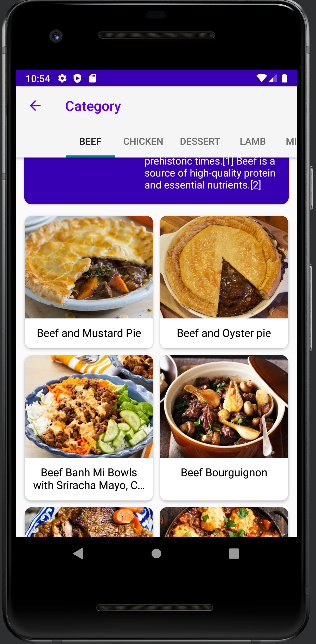 10:54
Category
BEEF CHICKEN DESSERT LAMB MI
prehistoric times.[1] Beef is a
source of high-quality protein
and essential nutrients.[2]
Beef and Mustard Pie
Beef and Oyster pie
Beef Banh Mi Bowls
with Sriracha Mayo, C...
Beef Bourguignon